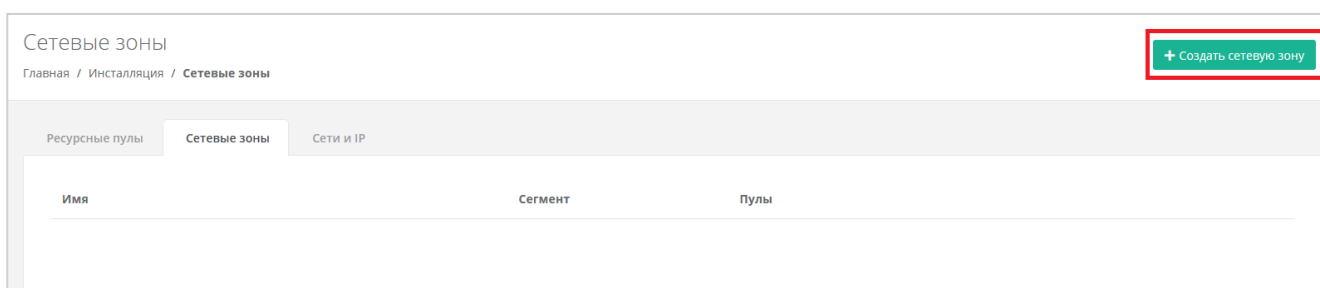 Сетевые зоны
+ Создать сетевую зону
Главная / Инсталляция / Сетевые зоны
Ресурсные пулы Сетевые зоны Сети и IP
Имя Сегмент Пулы